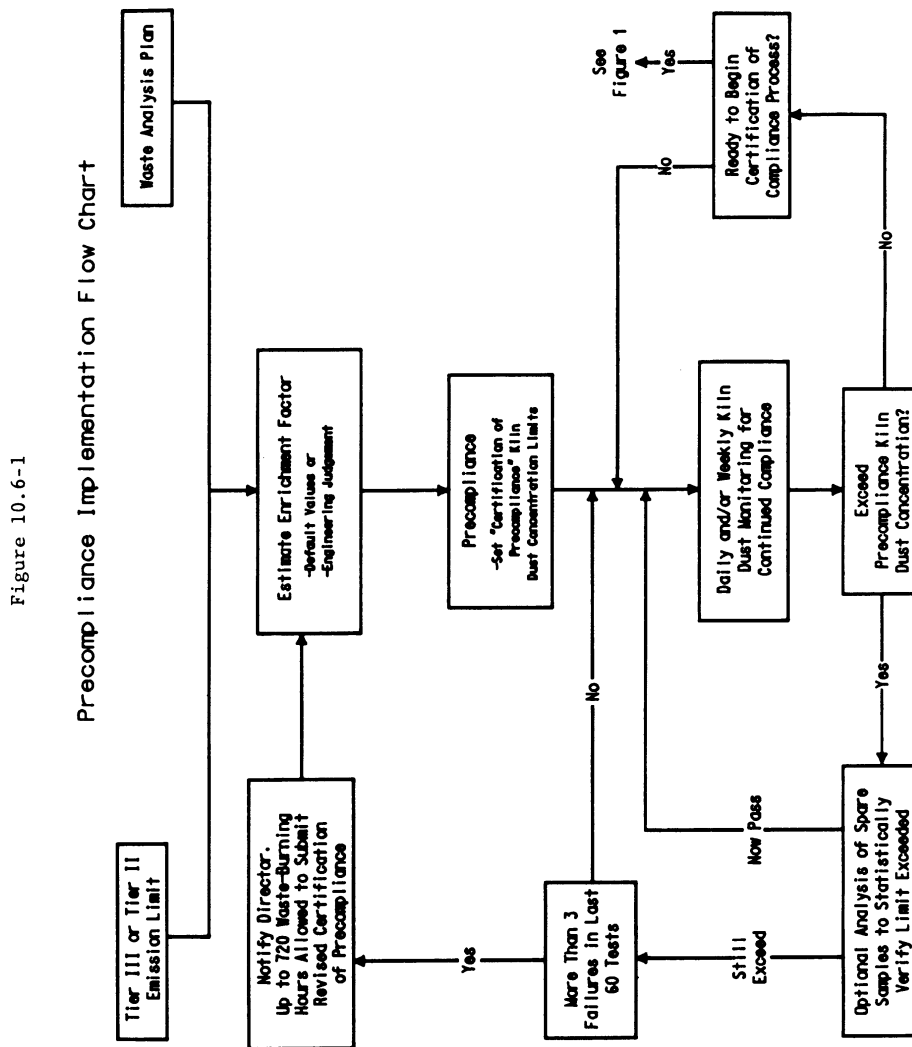 Figure 10.6-1
Precompliance Implementation Flow Chart
Tier III or Tier II
Emission Limit
Waste Analysis Plan
Notify Director.
Up to 720 Waste-Burning
Hours Allowed to Submit
Revised Certification
of Precompliance
Estimate Enrichment Factor
-Default Values or
-Engineering Judgement
Precompliance
-Set "Certification of
Precompliance" Kiln
Dust Concentration Limits
See
Figure 1
Yes
Ready to Begin
Certification of
Compliance Process?
No
Yes
More Than 3
Failures in Last
60 Tests
No
Daily and/or Weekly Kiln
Dust Monitoring for
Continued Compliance
Still
Exceed
Now Pass
No
Optional Analysis of Spare
Samples to Statistically
Verify Limit Exceeded
Yes
Exceed
Precompliance Kiln
Dust Concentration?